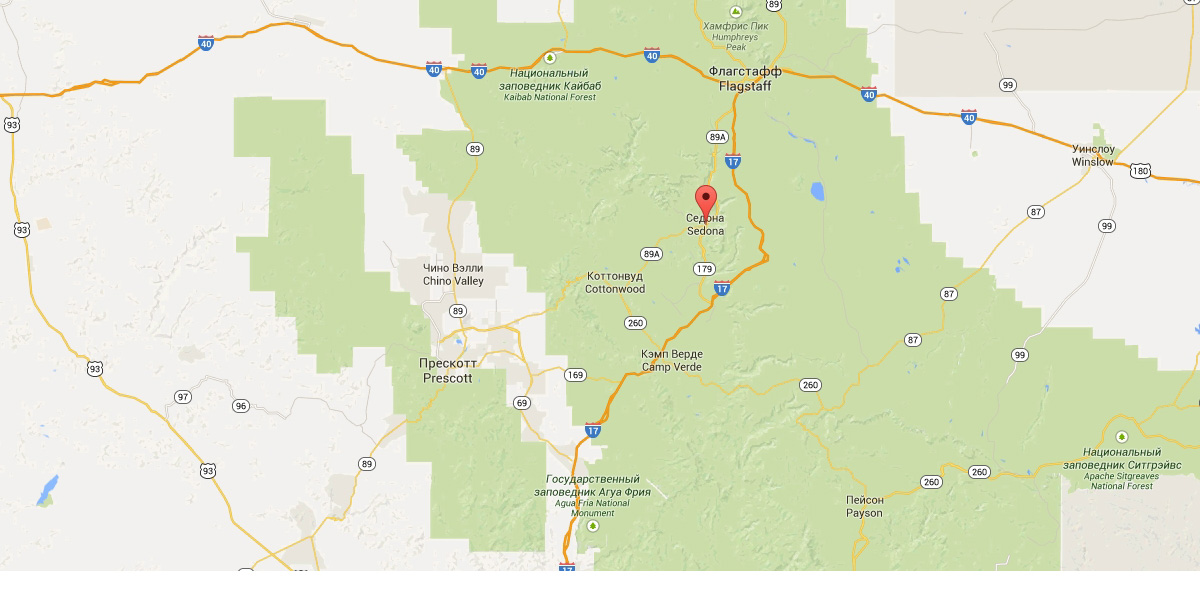 89
Хамфрис Пик
Humphreys
Peak
40
40
40
40
Национальный
заповедник Кайбаб
Kaibab National Forest
Флагстафф
Flagstaff
99
40
40
93
89A
89
17
Уинслоу
Winslow
180
Седона
Sedona
87
99
93
89A
179
Чино Вэлли
Chino Valley
Коттонвуд
Cottonwood
17
87
89
260
87
Кэмп Верде
Camp Verde
99
Прескотт
Prescott
93
169
260
97
96
69
17
89
93
Национальный
заповедник Ситгрэйвс
Apache Sitgreaves
National Forest
260
260
Государственный
заповедник Агуа Фрия
Agua Fria National
Monument
Пейсон
Payson
17